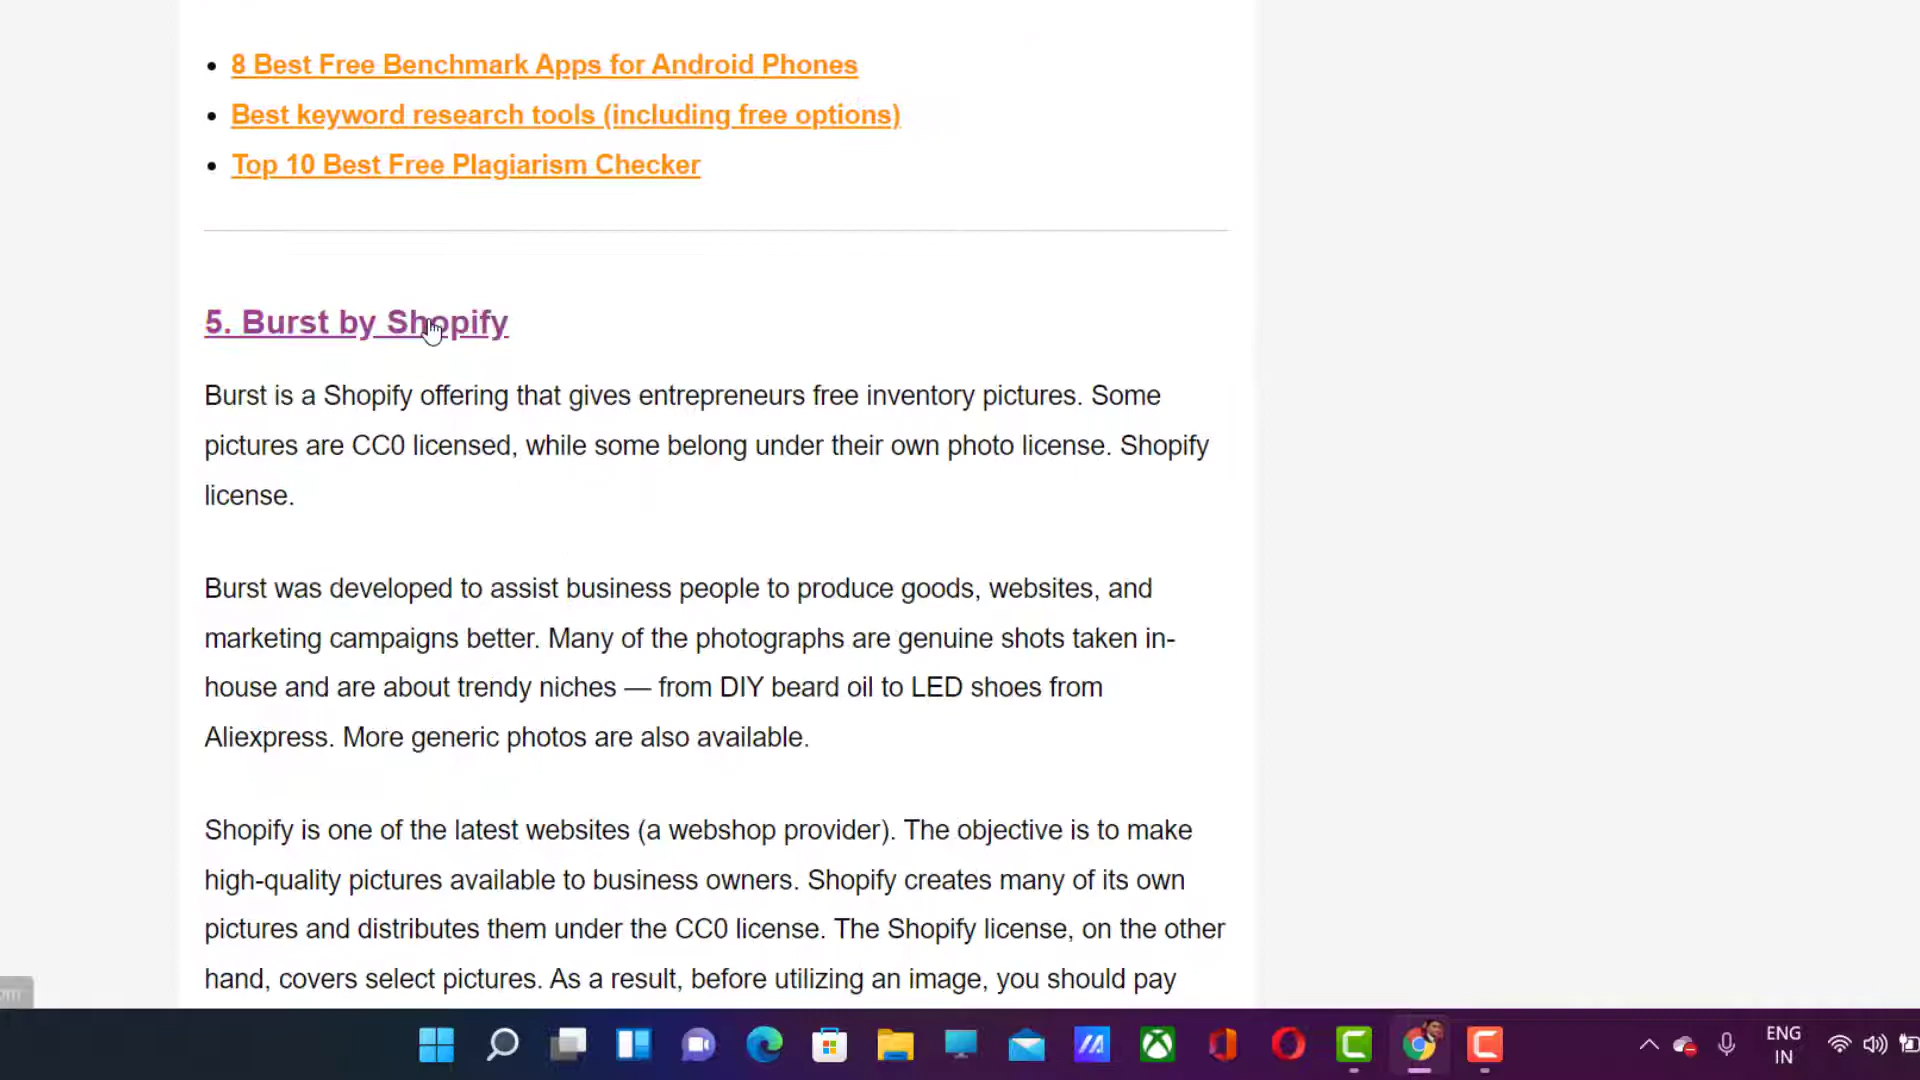 8 Best Free Benchmark Apps for Android Phones
Best keyword research tools (including free options)
Top 10 Best Free Plagiarism Checker
5. Burst by Shopify
Burst is a Shopify offering that gives entrepreneurs free inventory pictures. Some
pictures are CC0 licensed, while some belong under their own photo license. Shopify
license.
Burst was developed to assist business people to produce goods, websites, and
marketing campaigns better. Many of the photographs are genuine shots taken in-
house and are about trendy niches — from DIY beard oil to LED shoes from
Aliexpress. More generic photos are also available.
Shopify is one of the latest websites (a webshop provider). The objective is to make
high-quality pictures available to business owners. Shopify creates many of its own
pictures and distributes them under the CC0 license. The Shopify license, on the other
hand, covers select pictures. As a result, before utilizing an image, you should pay
ENG
IN